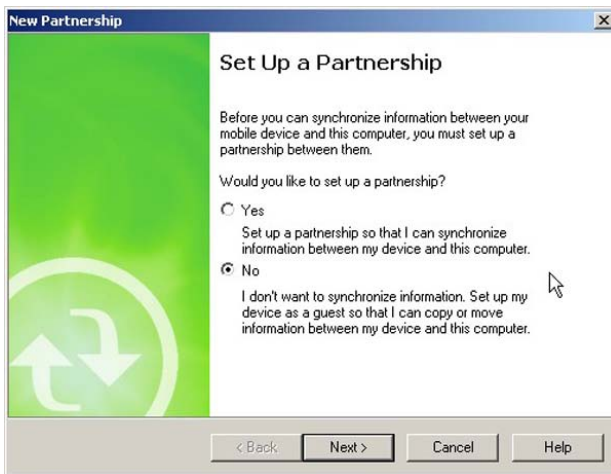 New Partnership
Set Up a Partnership
Before you can synchronize information between your
mobile device and this computer, you must set up a
partnership between them.
Would you like to set up a partnership?
Yes
Set up a partnership so that I can synchronize
information between my device and this computer.
No
I don't want to synchronize information. Set up my
device as a guest so that I can copy or move
information between my device and this computer.
< Back Next > Cancel Help